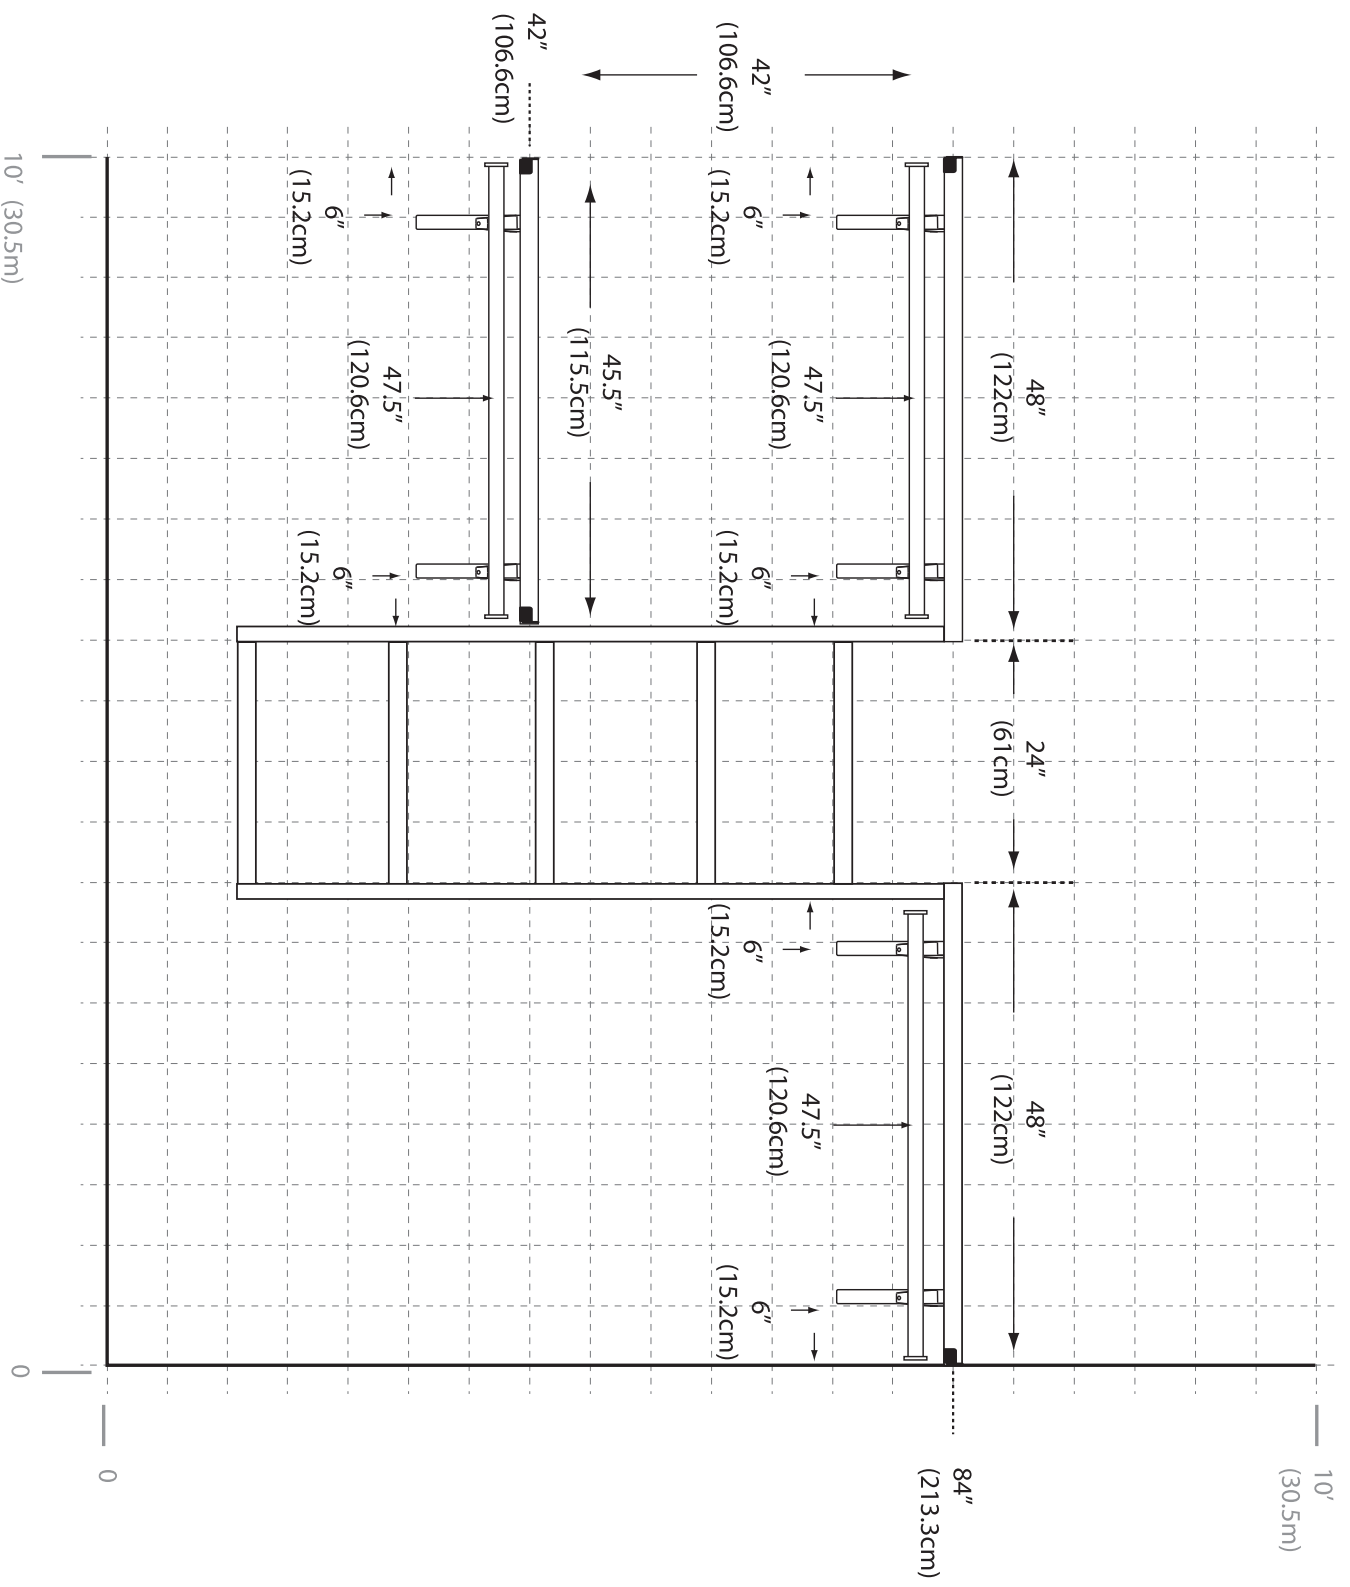 10′
(30.5m)
48″
(122cm)
24″
(61cm)
48″
(122cm)
84″
(213.3cm)
47.5″
(120.6cm)
47.5″
(120.6cm)
42″
(106.6cm)
6″
(15.2cm)
6″
(15.2cm)
6″
(15.2cm)
6″
(15.2cm)
45.5″
(115.5cm)
42″
(106.6cm)
47.5″
(120.6cm)
6″
(15.2cm)
6″
(15.2cm)
0
10′ (30.5m)
0